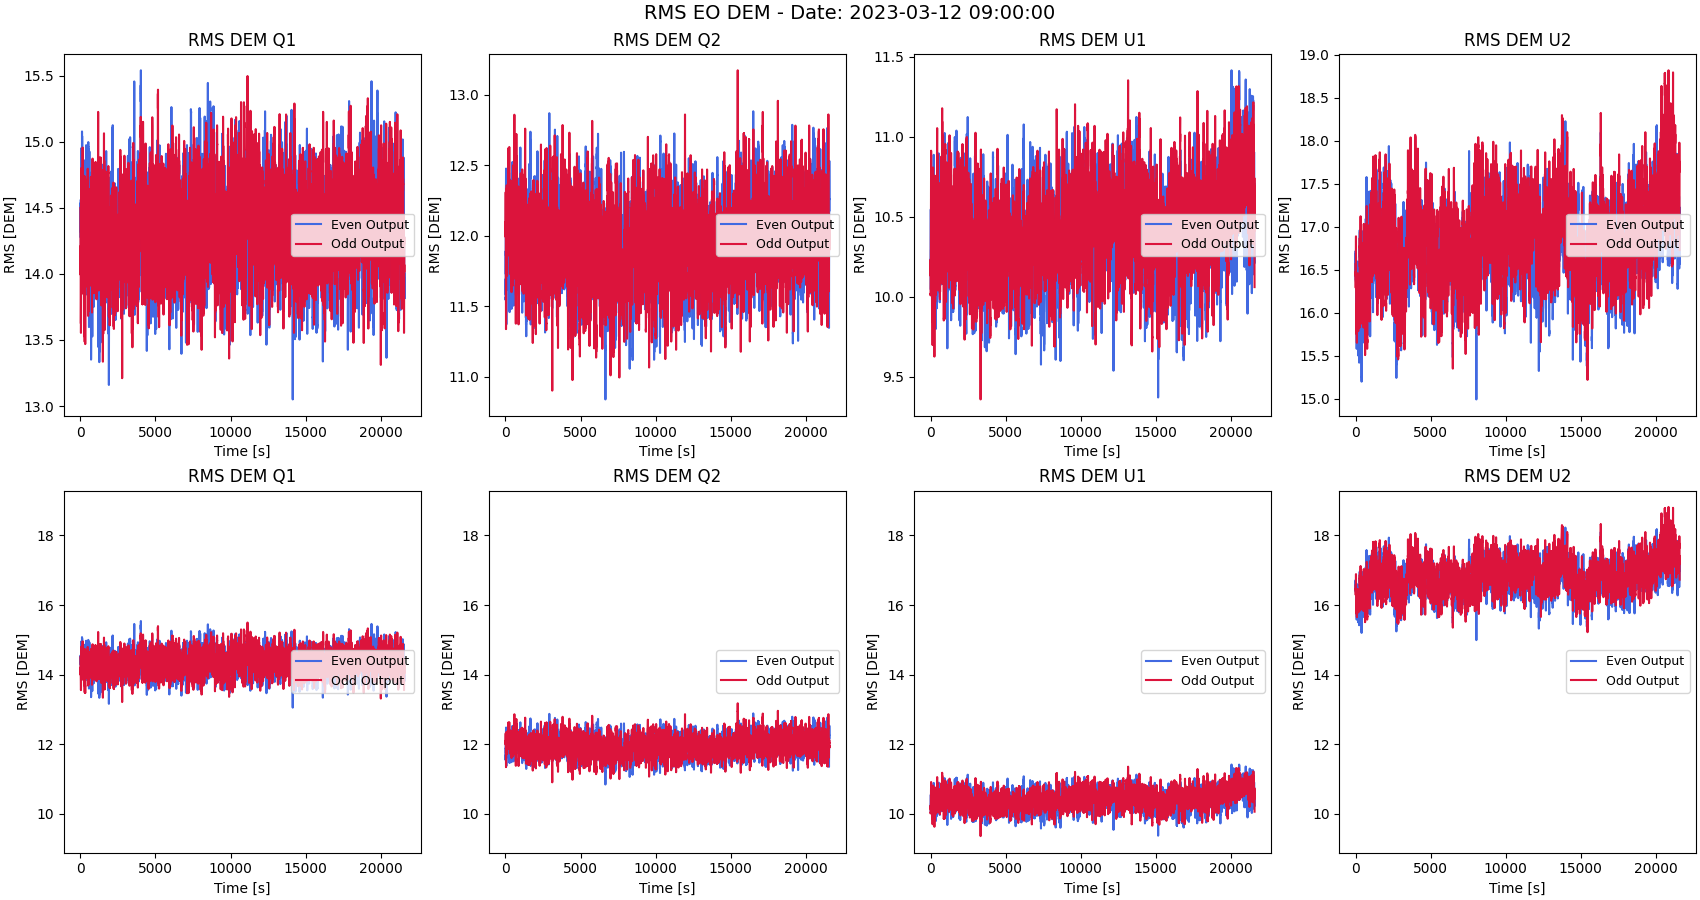 RMS EO DEM - Date: 2023-03-12 09:00:00
RMS DEM Q1
RMS [DEM]
15.5
15.0
14.5
14.0
13.5
13.0
Even Output
Odd Output
0 5000 10000 15000 20000
Time [s]
RMS DEM Q2
RMS [DEM]
13.0
12.5
12.0
11.5
11.0
Even Output
Odd Output
0 5000 10000 15000 20000
Time [s]
RMS DEM U1
RMS [DEM]
11.5
11.0
10.5
10.0
9.5
Even Output
Odd Output
0 5000 10000 15000 20000
Time [s]
RMS DEM U2
RMS [DEM]
19.0
18.5
18.0
17.5
17.0
16.5
16.0
15.5
15.0
Even Output
Odd Output
0 5000 10000 15000 20000
Time [s]
RMS DEM Q1
RMS [DEM]
18
16
14
12
10
Even Output
Odd Output
0 5000 10000 15000 20000
Time [s]
RMS DEM Q2
RMS [DEM]
18
16
14
12
10
Even Output
Odd Output
0 5000 10000 15000 20000
Time [s]
RMS DEM U1
RMS [DEM]
18
16
14
12
10
Even Output
Odd Output
0 5000 10000 15000 20000
Time [s]
RMS DEM U2
RMS [DEM]
18
16
14
12
10
Even Output
Odd Output
0 5000 10000 15000 20000
Time [s]